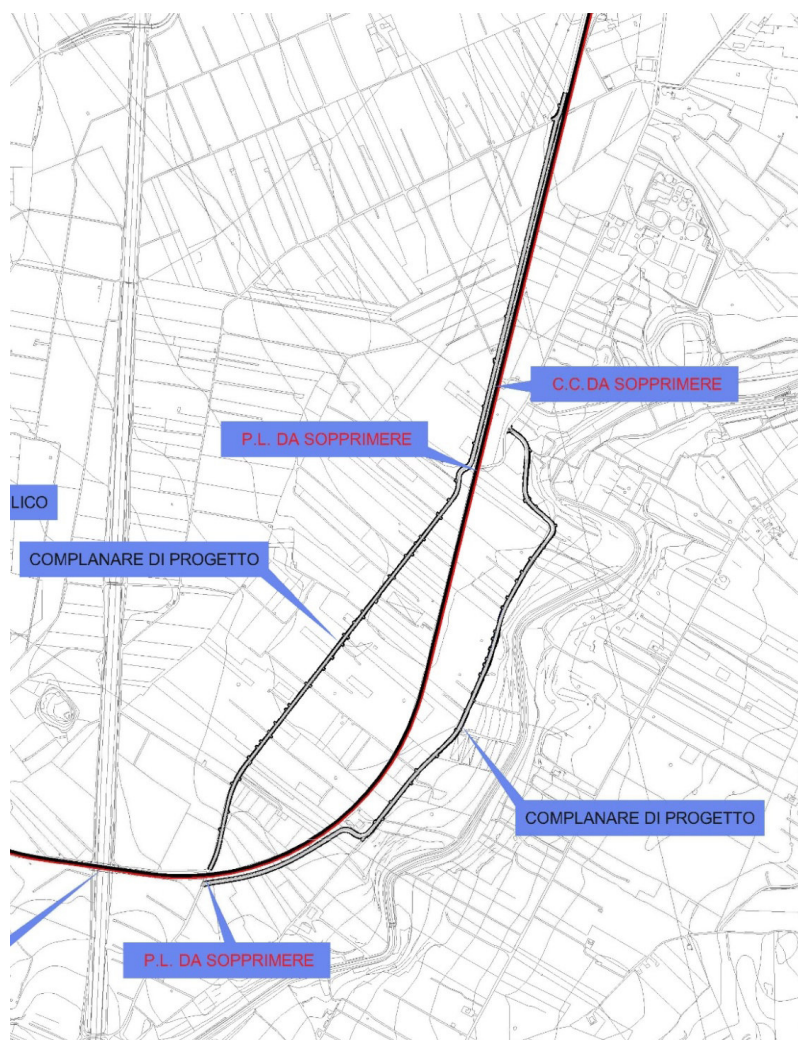 C.C. DA SOPPRIMERE
P.L. DA SOPPRIMERE
LICO
COMPLANARE DI PROGETTO
COMPLANARE DI PROGETTO
P.L. DA SOPPRIMERE